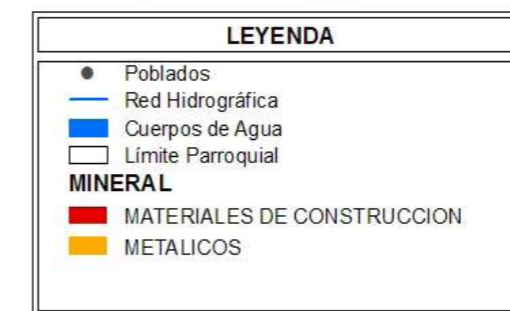 LEYENDA
Poblados
Red Hidrográfica
Cuerpos de Agua
Límite Parroquial
MINERAL
MATERIALES DE CONSTRUCCION
METALICOS